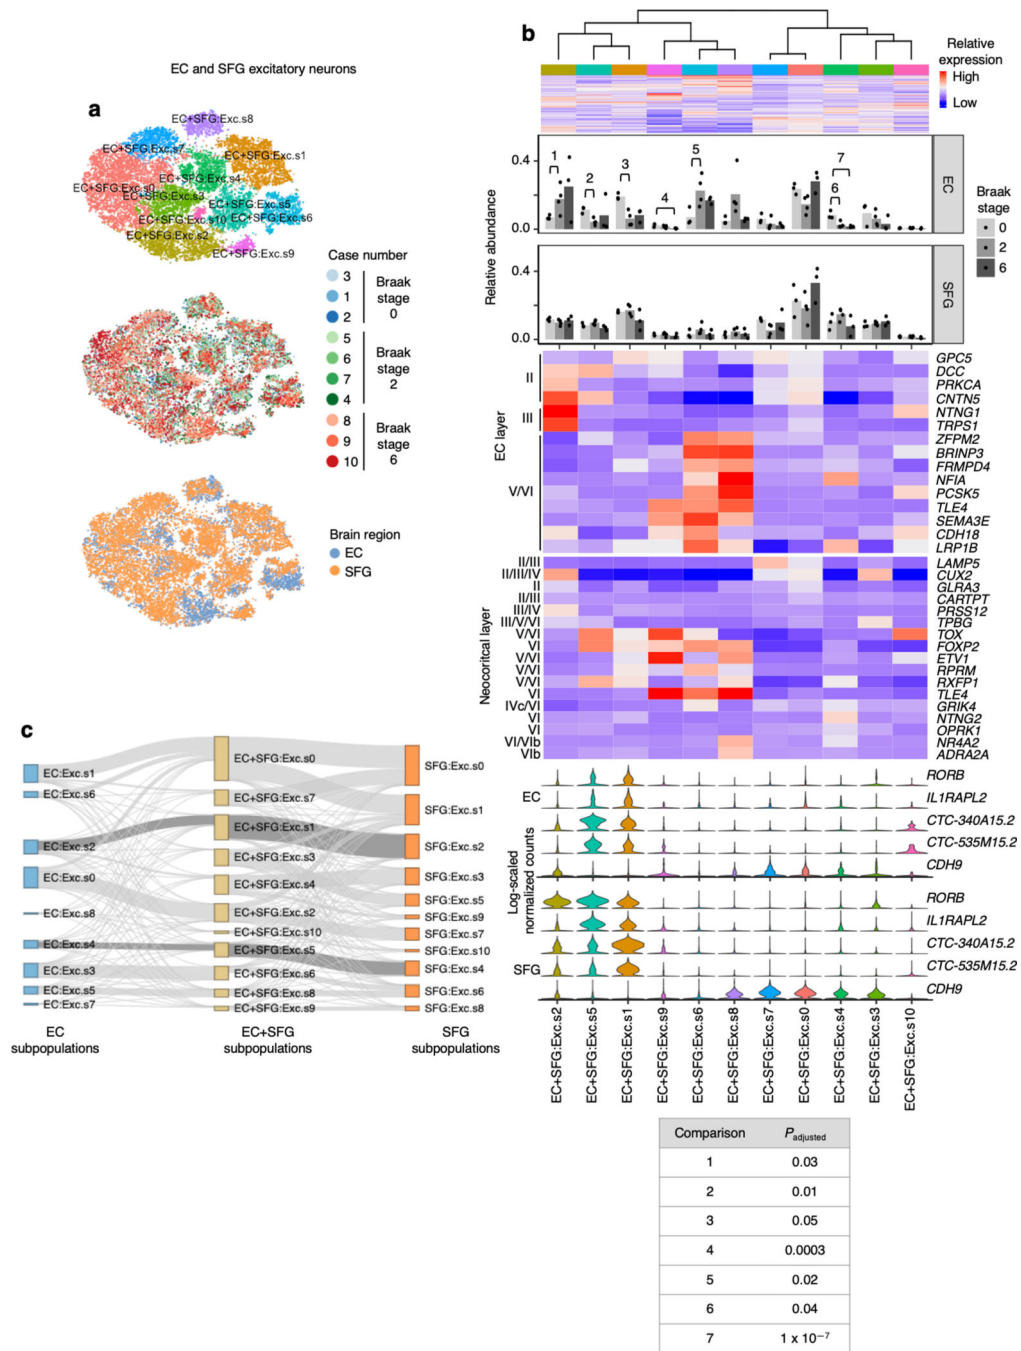 EC and SFG excitatory neurons
a
EC+SFG:Exc.s8
EC+SFG:Exc.s7
EC+SFG:Exc.s1
EC+SFG:Exc.s4
EC+SFG:Exc.s0
EC+SFG:Exc.s3
EC+SFG:Exc.s5
EC+SFG:Exc.s10
EC+SFG:Exc.s6
EC+SFG:Exc.s2
EC+SFG:Exc.s9
Case number
3
1
2
Braak
stage
0
5
6
7
4
Braak
stage
2
8
9
10
Braak
stage
6
Brain region
EC
SFG
b
Relative
expression
High
Low
Relative abundance
0.4
0.0
1
2
3
4
5
6
7
EC
0.4
0.0
SFG
Braak
stage
0
2
6
EC layer
II
III
V/VI
GPC5
DCC
PRKCA
CNTN5
NTNG1
TRPS1
ZFPM2
BRINP3
FRMPD4
NFIA
PCSK5
TLE4
SEMA3E
CDH18
LRP1B
Neocoritcal layer
II/III LAMP5
II/III/IV CUX2
II GLRA3
II/III CARTPT
III/IV PRSS12
III/V/VI TPBG
V/VI TOX
VI FOXP2
V/VI ETV1
V/VI RPRM
V/VI RXFP1
VI TLE4
IVc/VI GRIK4
VI NTNG2
VI OPRK1
VI/VIb NR4A2
VIb ADRA2A
Log-scaled
normalized counts
EC
RORB
IL1RAPL2
CTC-340A15.2
CTC-535M15.2
CDH9
SFG
RORB
IL1RAPL2
CTC-340A15.2
CTC-535M15.2
CDH9
EC+SFG:Exc.s2
EC+SFG:Exc.s5
EC+SFG:Exc.s1
EC+SFG:Exc.s9
EC+SFG:Exc.s6
EC+SFG:Exc.s8
EC+SFG:Exc.s7
EC+SFG:Exc.s0
EC+SFG:Exc.s4
EC+SFG:Exc.s3
EC+SFG:Exc.s10
Comparison Padjusted
1 0.03
2 0.01
3 0.05
4 0.0003
5 0.02
6 0.04
7 1 x 10⁻⁷
c
EC:Exc.s1
EC:Exc.s6
EC:Exc.s2
EC:Exc.s0
EC:Exc.s8
EC:Exc.s4
EC:Exc.s3
EC:Exc.s5
EC:Exc.s7
EC
subpopulations
EC+SFG:Exc.s0
EC+SFG:Exc.s7
EC+SFG:Exc.s1
EC+SFG:Exc.s3
EC+SFG:Exc.s4
EC+SFG:Exc.s2
EC+SFG:Exc.s10
EC+SFG:Exc.s5
EC+SFG:Exc.s6
EC+SFG:Exc.s8
EC+SFG:Exc.s9
EC+SFG
subpopulations
SFG:Exc.s0
SFG:Exc.s1
SFG:Exc.s2
SFG:Exc.s3
SFG:Exc.s5
SFG:Exc.s9
SFG:Exc.s7
SFG:Exc.s10
SFG:Exc.s4
SFG:Exc.s6
SFG:Exc.s8
SFG
subpopulations